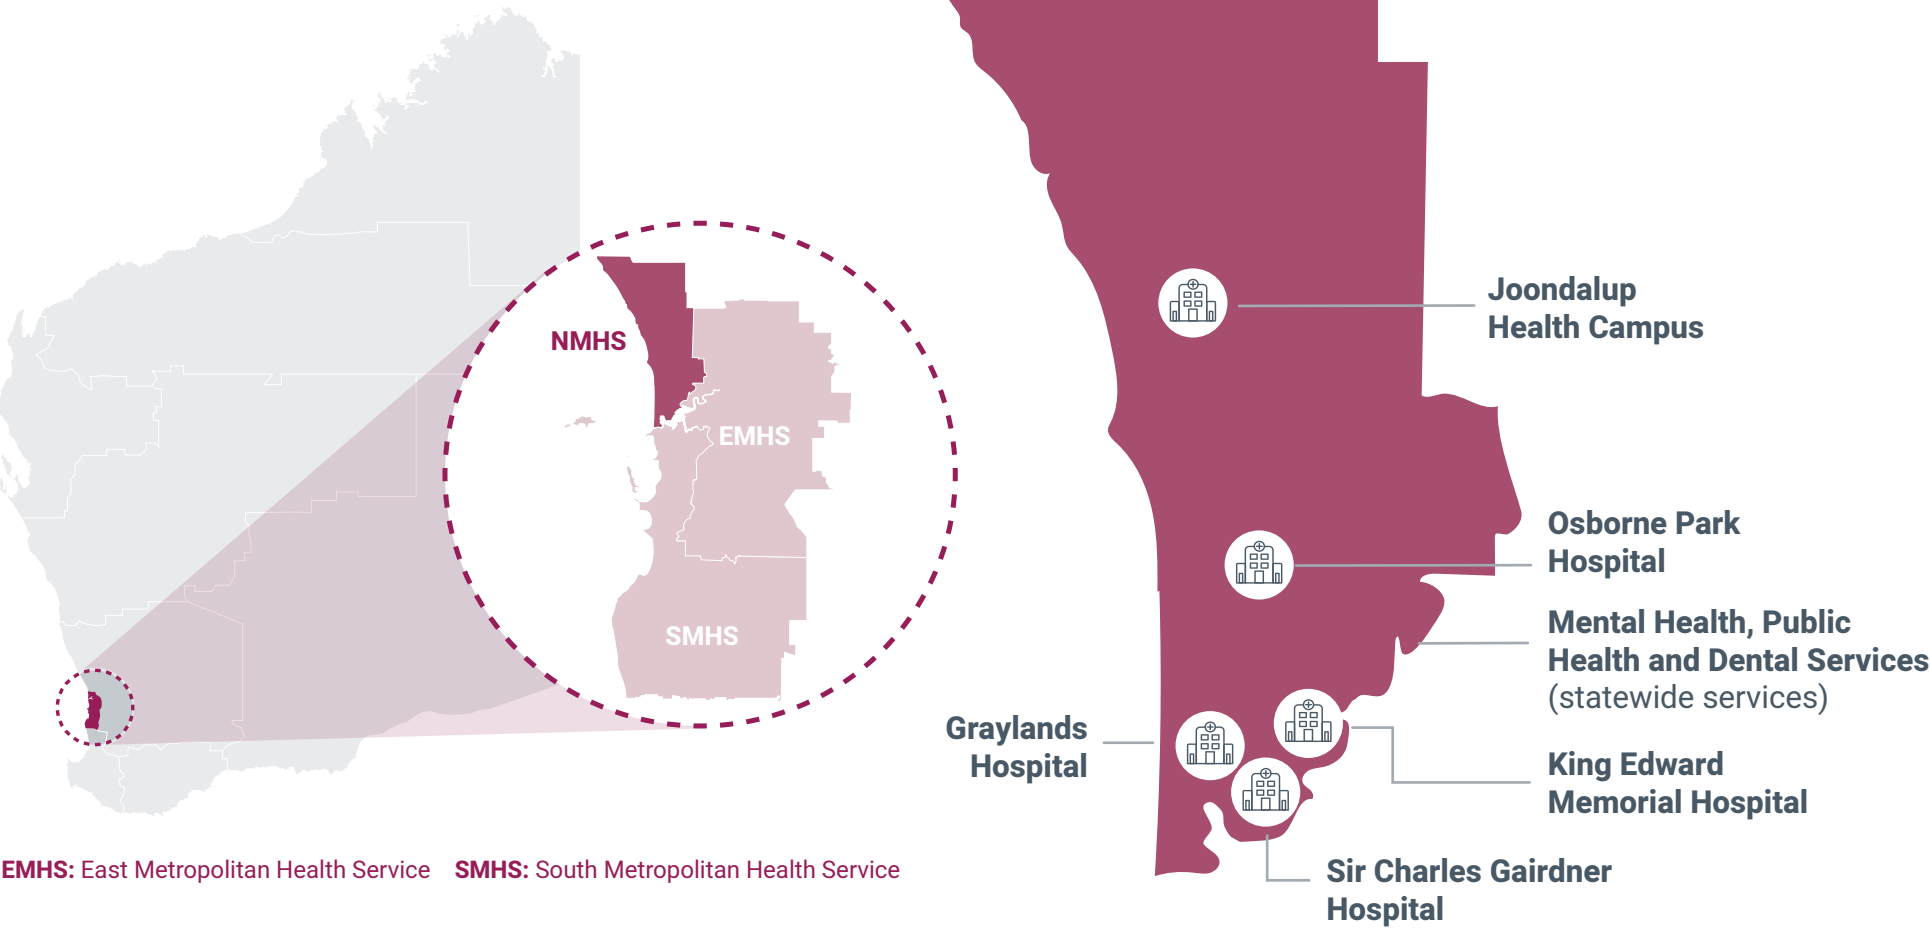 NMHS
EMHS
SMHS
EMHS: East Metropolitan Health Service
SMHS: South Metropolitan Health Service
Joondalup
Health Campus
Osborne Park
Hospital
Mental Health, Public
Health and Dental Services
(statewide services)
Graylands
Hospital
King Edward
Memorial Hospital
Sir Charles Gairdner
Hospital